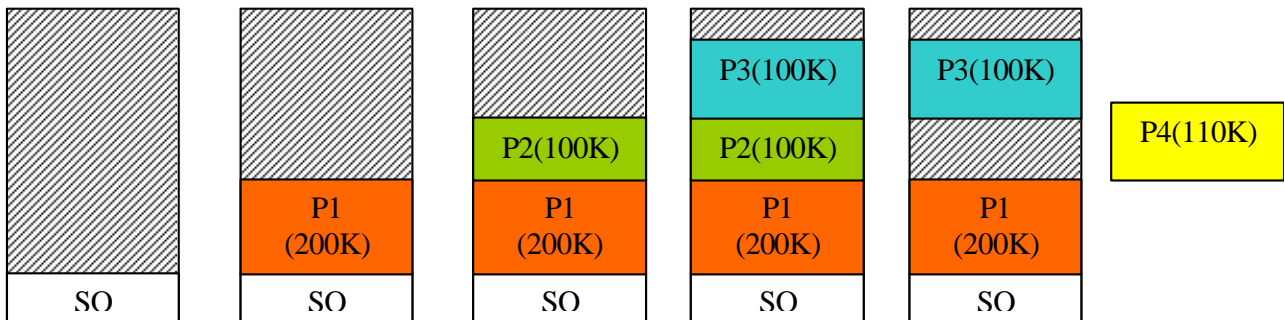 P3(100K)
P3(100K)
P4(110K)
P2(100K)
P2(100K)
P1
(200K)
P1
(200K)
P1
(200K)
P1
(200K)
SO
SO
SO
SO
SO